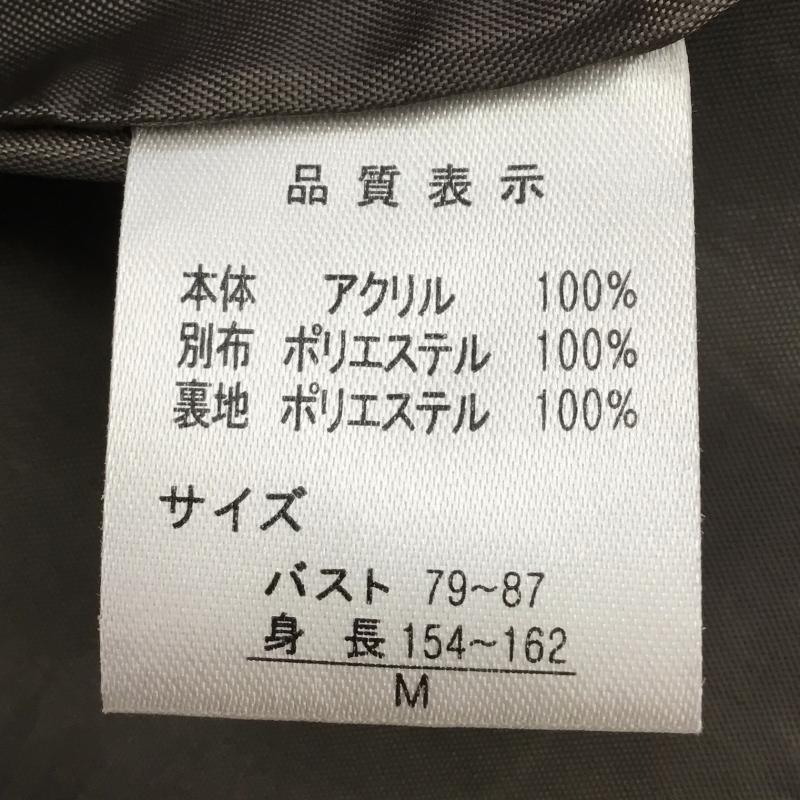 品質表示
本体 アクリル 100%
別布 ポリエステル 100%
裏地 ポリエステル 100%
サイズ
バスト 79~87
身長 154~162
M